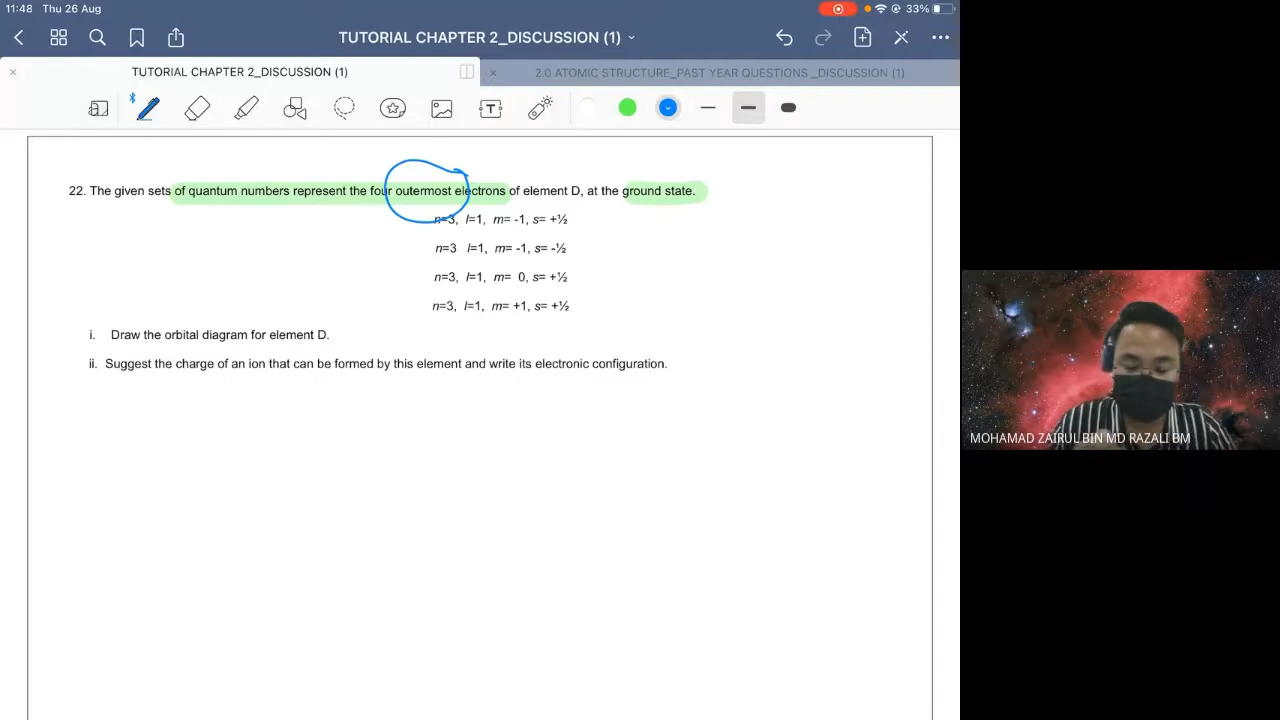 11:48 Thu 26 Aug
33%
TUTORIAL CHAPTER 2_DISCUSSION (1)
TUTORIAL CHAPTER 2_DISCUSSION (1)
2.0 ATOMIC STRUCTURE_PAST YEAR QUESTIONS _DISCUSSION (1)
22. The given sets of quantum numbers represent the four outermost electrons of element D, at the ground state.
n=3, l=1, m= -1, s= +½
n=3 l=1, m= -1, s= -½
n=3, l=1, m= 0, s= +½
n=3, l=1, m= +1, s= +½
i. Draw the orbital diagram for element D.
ii. Suggest the charge of an ion that can be formed by this element and write its electronic configuration.
MOHAMAD ZAIRUL BIN MD RAZALI BM